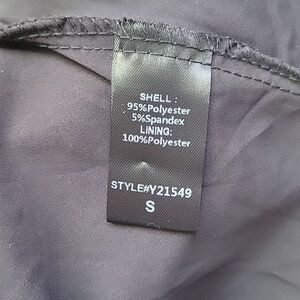 SHELL :
95%Polyester
5%Spandex
LINING:
100%Polyester
STYLE#Y21549
S